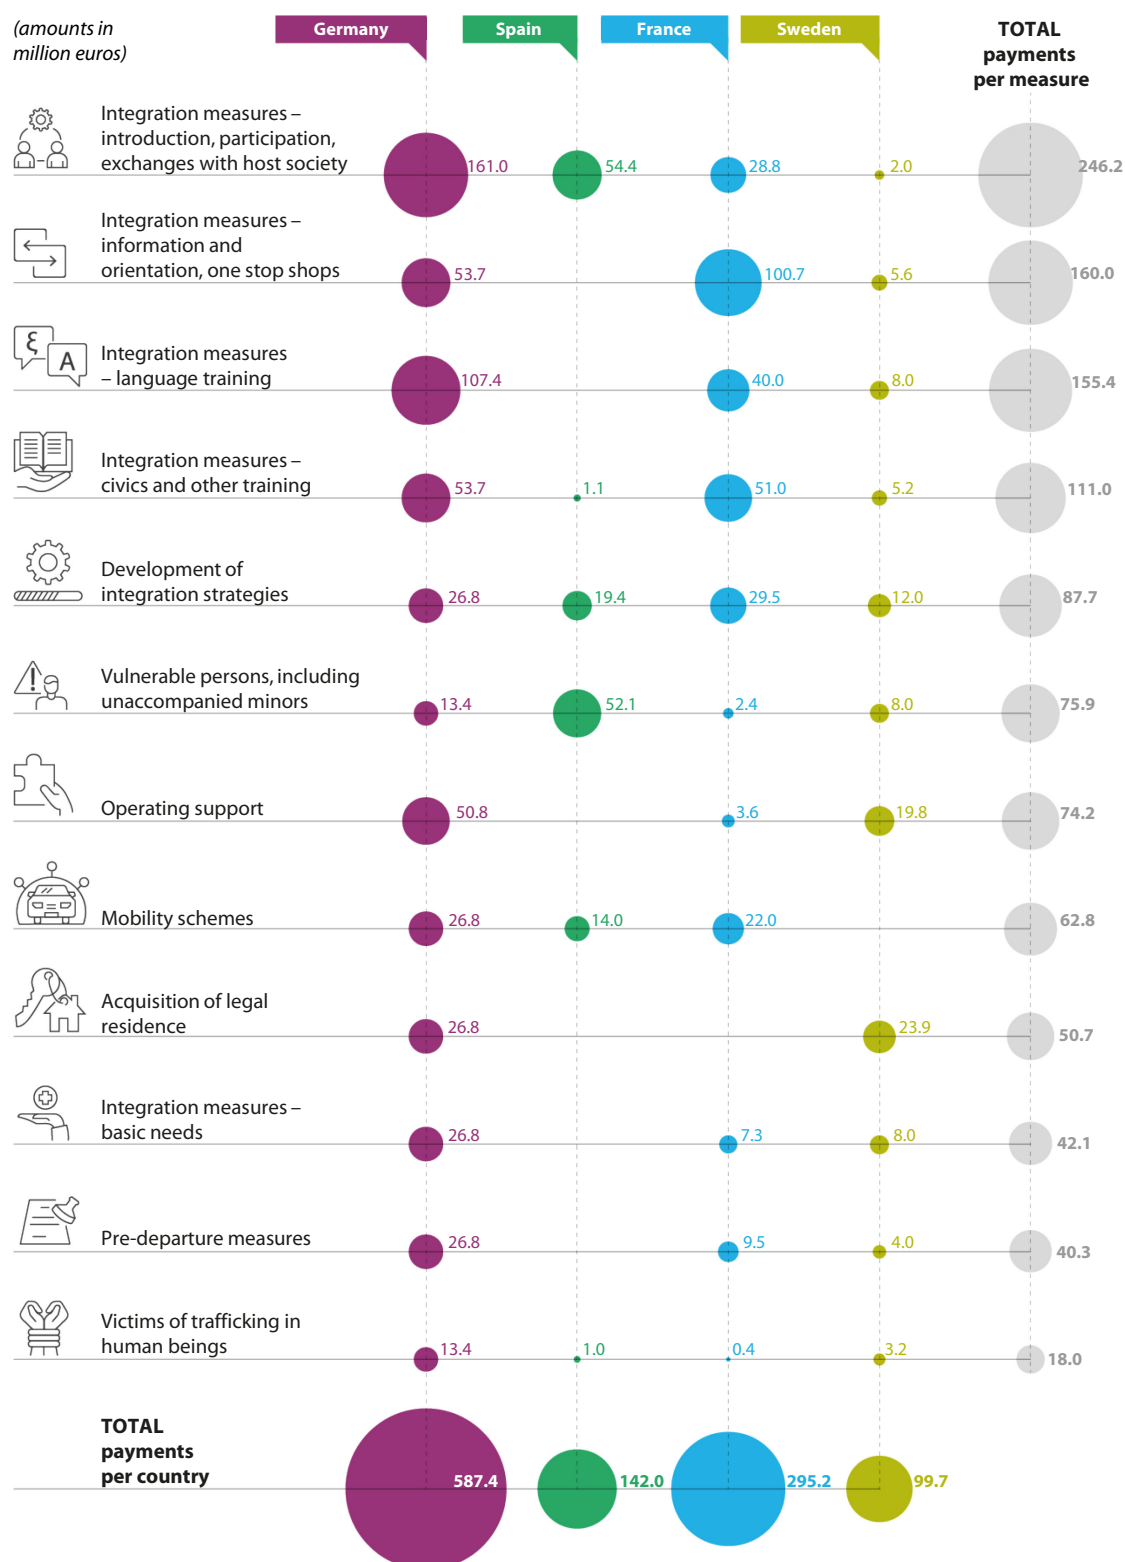 (amounts in
million euros)
Germany
Spain
France
Sweden
TOTAL
payments
per measure
Integration measures –
introduction, participation,
exchanges with host society
161.0
54.4
28.8
2.0
246.2
Integration measures –
information and
orientation, one stop shops
53.7
100.7
5.6
160.0
ξ
A
Integration measures
– language training
107.4
40.0
8.0
155.4
Integration measures –
civics and other training
53.7
1.1
51.0
5.2
111.0
Development of
integration strategies
26.8
19.4
29.5
12.0
87.7
Vulnerable persons, including
unaccompanied minors
13.4
52.1
2.4
8.0
75.9
Operating support
50.8
3.6
19.8
74.2
Mobility schemes
26.8
14.0
22.0
62.8
Acquisition of legal
residence
26.8
23.9
50.7
Integration measures –
basic needs
26.8
7.3
8.0
42.1
Pre-departure measures
26.8
9.5
4.0
40.3
Victims of trafficking in
human beings
13.4
1.0
0.4
3.2
18.0
TOTAL
payments
per country
587.4
142.0
295.2
99.7